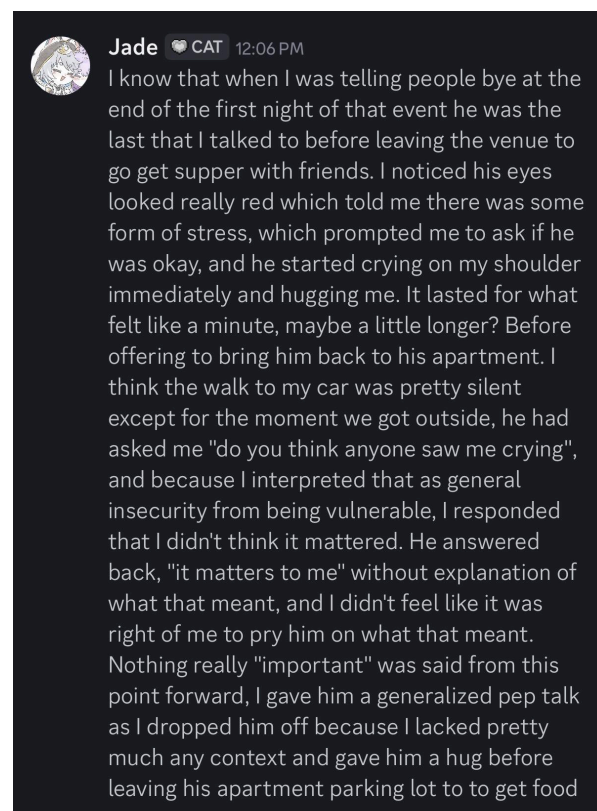 Jade CAT 12:06 PM
I know that when I was telling people bye at the
end of the first night of that event he was the
last that I talked to before leaving the venue to
go get supper with friends. I noticed his eyes
looked really red which told me there was some
form of stress, which prompted me to ask if he
was okay, and he started crying on my shoulder
immediately and hugging me. It lasted for what
felt like a minute, maybe a little longer? Before
offering to bring him back to his apartment. I
think the walk to my car was pretty silent
except for the moment we got outside, he had
asked me "do you think anyone saw me crying",
and because I interpreted that as general
insecurity from being vulnerable, I responded
that I didn't think it mattered. He answered
back, "it matters to me" without explanation of
what that meant, and I didn't feel like it was
right of me to pry him on what that meant.
Nothing really "important" was said from this
point forward, I gave him a generalized pep talk
as I dropped him off because I lacked pretty
much any context and gave him a hug before
leaving his apartment parking lot to to get food